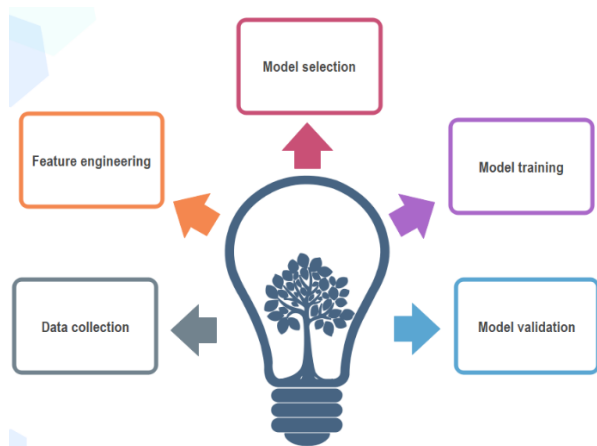 Model selection
Feature engineering
Model training
Data collection
Model validation